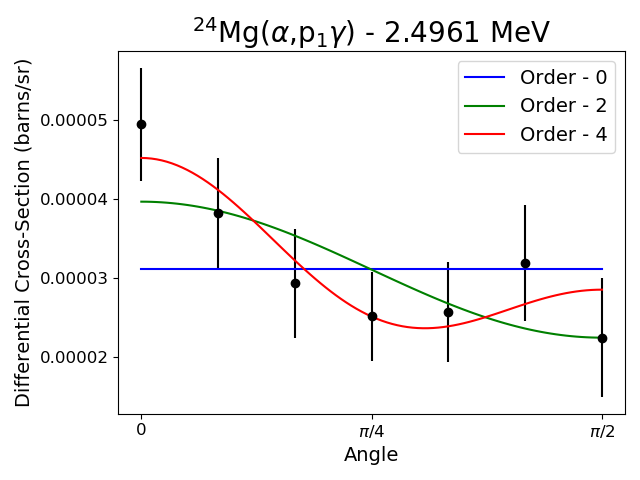 ²⁴Mg(α,p₁γ) - 2.4961 MeV
Order - 0
Order - 2
Order - 4
Differential Cross-Section (barns/sr)
0.00005
0.00004
0.00003
0.00002
0 π/4 π/2
Angle